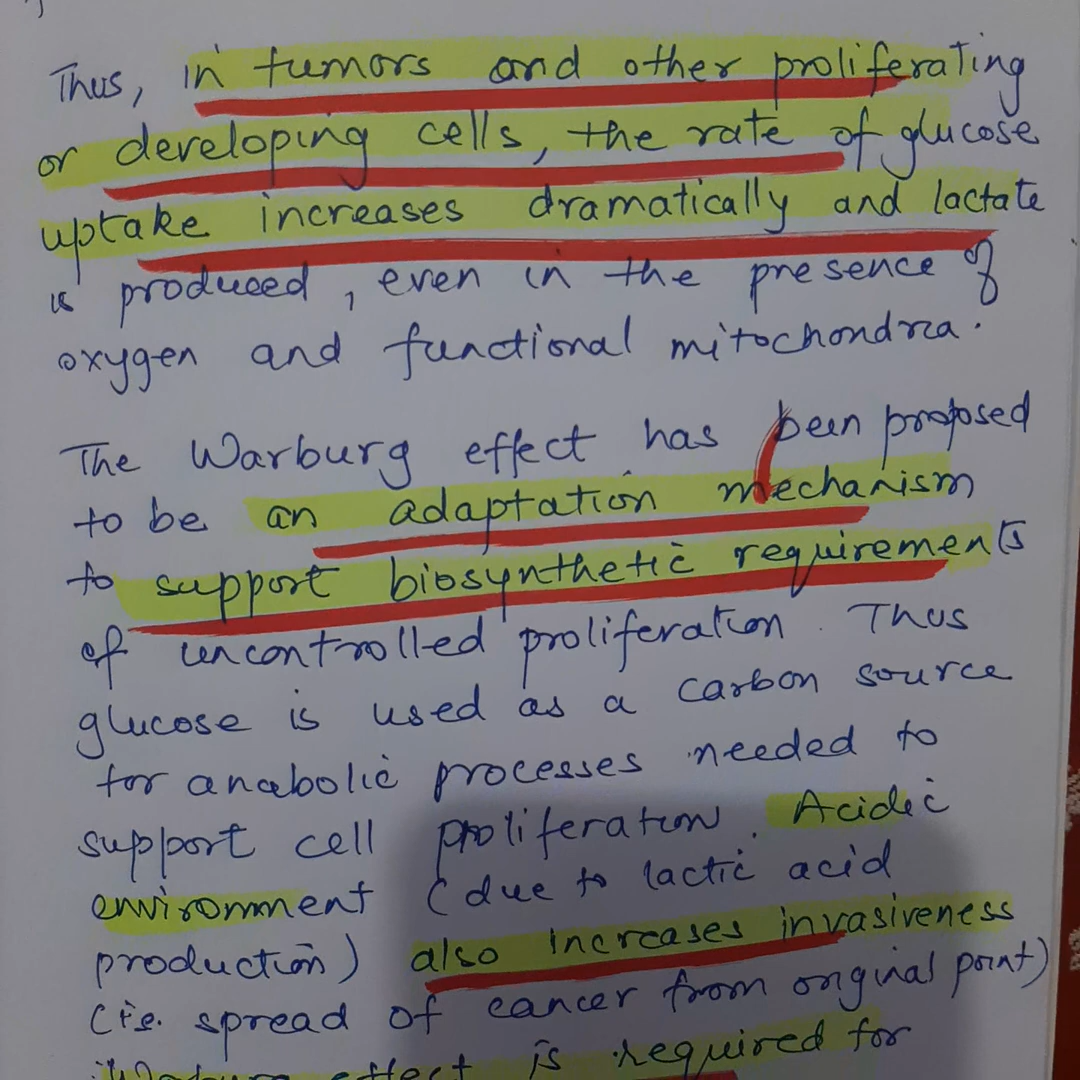 Thus, in tumors and other proliferating
or developing cells, the rate of glucose
uptake increases dramatically and lactate
is produced, even in the presence of
oxygen and functional mitochondria.
The Warburg effect has been proposed
to be an adaptation mechanism
to support biosynthetic requirements
of uncontrolled proliferation. Thus
glucose is used as a carbon source
for anabolic processes needed to
support cell proliferation. Acidic
environment (due to lactic acid
production) also increases invasiveness
(i.e. spread of cancer from original point)
Warburg effect is required for